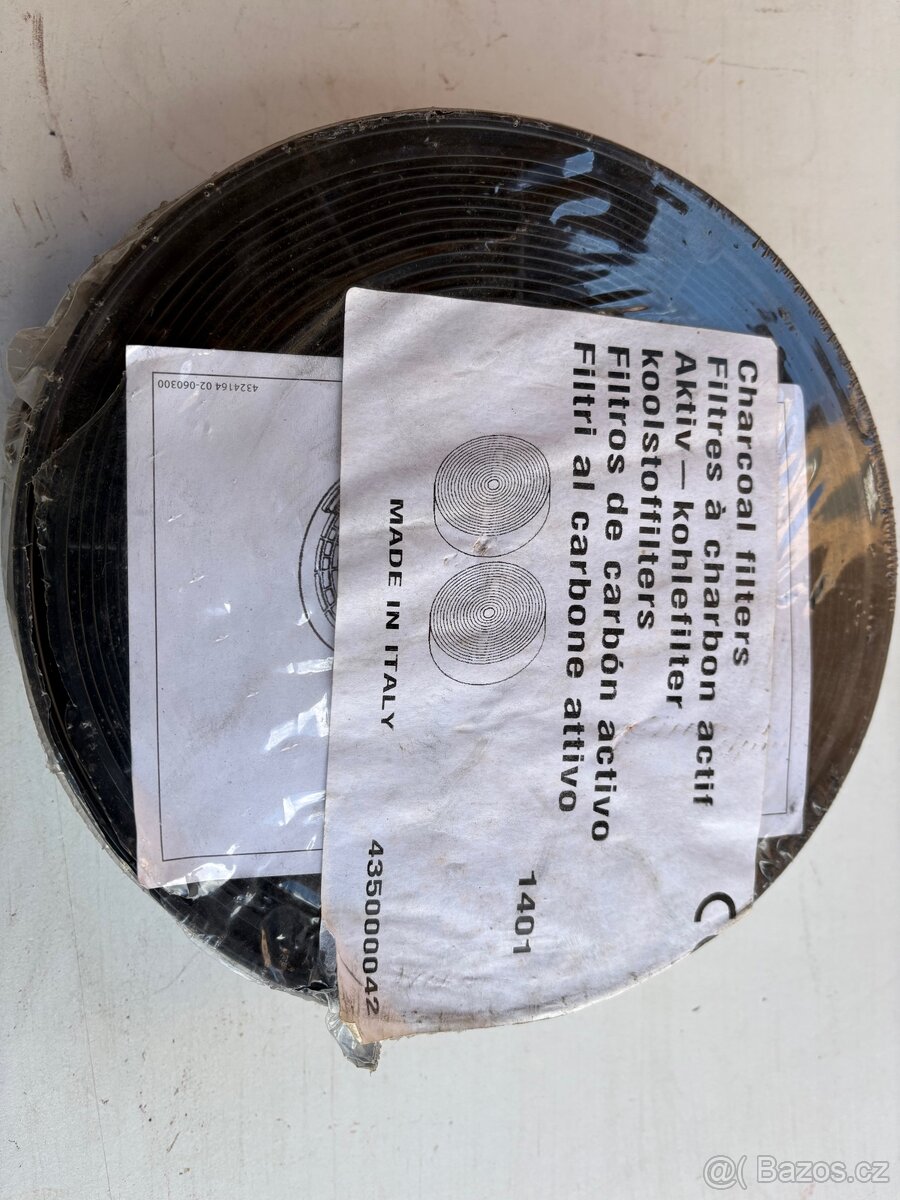 Charcoal filters
Filtres à charbon actif
Aktiv—kohlefilter
koolstoffilters
Filtros de carbón activo
Filtri al carbone attivo
1401
MADE IN ITALY
435000042
4324164 02-060300
@( Bazos.cz